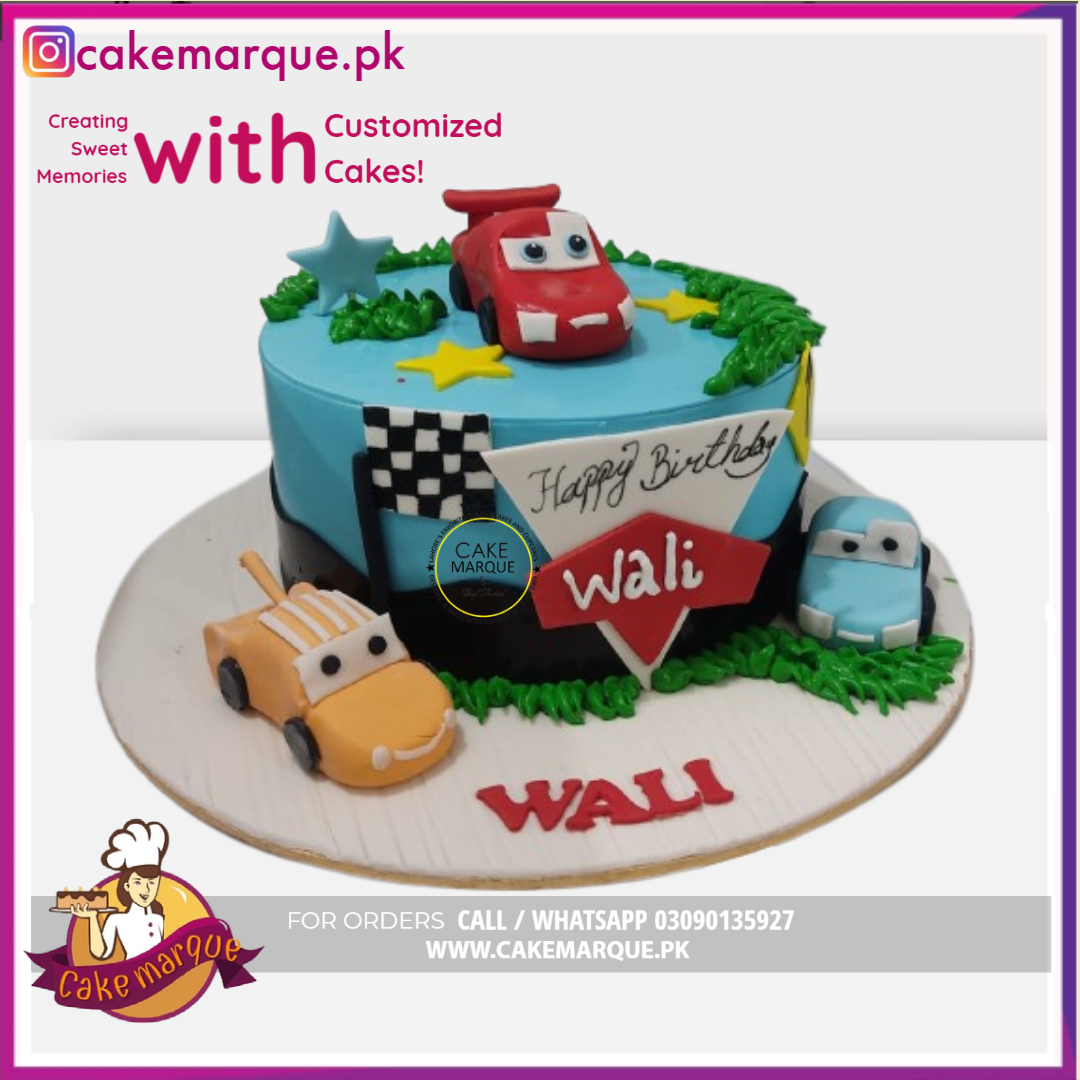 cakemarque.pk
Creating
Sweet
Memories
with
Customized
Cakes!
Happy Birthday
Wali
CAKE
MARQUE
WALI
Cake marque
FOR ORDERS CALL / WHATSAPP 03090135927
WWW.CAKEMARQUE.PK